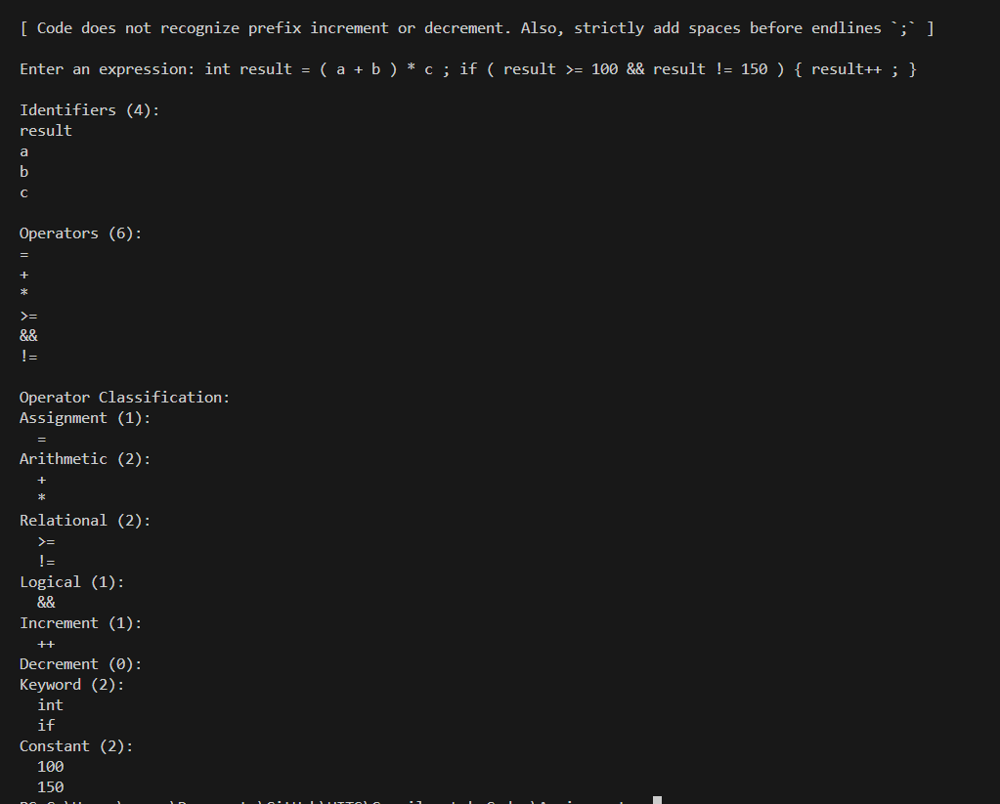 [ Code does not recognize prefix increment or decrement. Also, strictly add spaces before endlines `;` ]
Enter an expression: int result = ( a + b ) * c ; if ( result >= 100 && result != 150 ) { result++ ; }
Identifiers (4):
result
a
b
c
Operators (6):
=
+
*
>=
&&
!=
Operator Classification:
Assignment (1):
=
Arithmetic (2):
+
*
Relational (2):
>=
!=
Logical (1):
&&
Increment (1):
++
Decrement (0):
Keyword (2):
int
if
Constant (2):
100
150